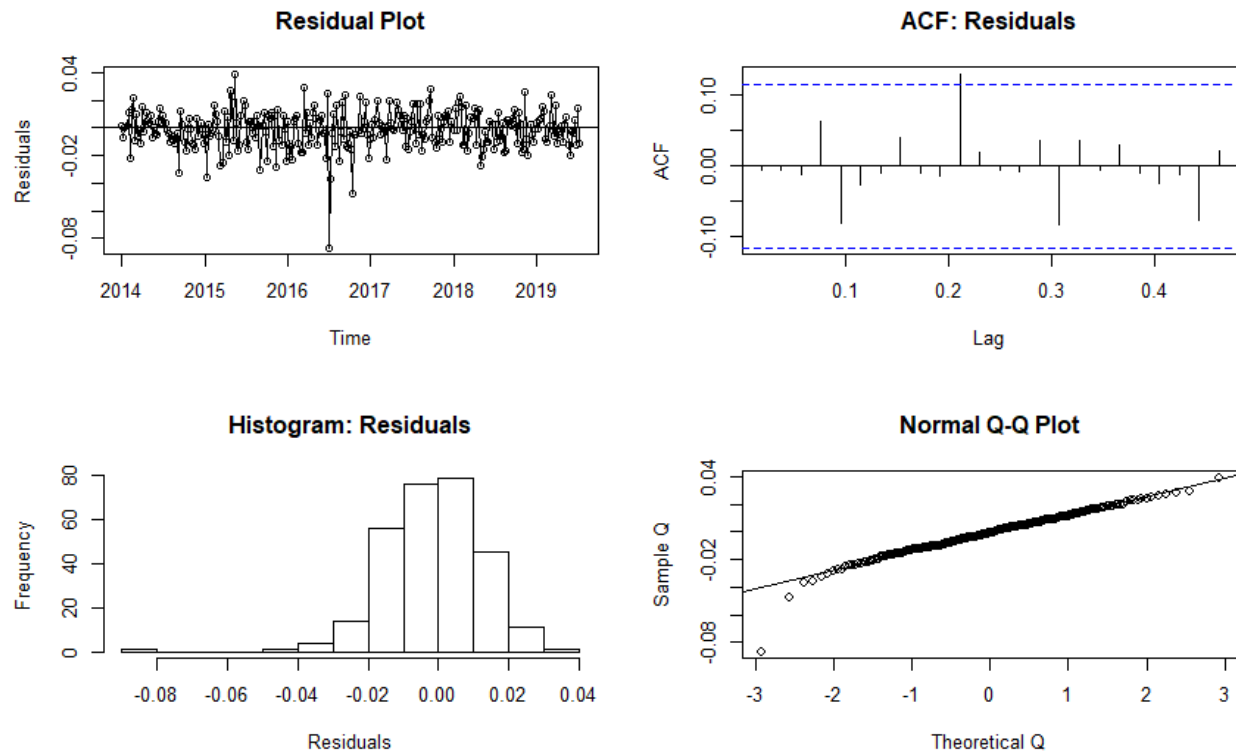 Residual Plot
Residuals
0.04
-0.02
-0.08
2014 2015 2016 2017 2018 2019
Time
ACF: Residuals
ACF
0.10
0.00
-0.10
0.1 0.2 0.3 0.4
Lag
Histogram: Residuals
Frequency
80
60
40
20
0
-0.08 -0.06 -0.04 -0.02 0.00 0.02 0.04
Residuals
Normal Q-Q Plot
Sample Q
0.04
-0.02
-0.08
-3 -2 -1 0 1 2 3
Theoretical Q